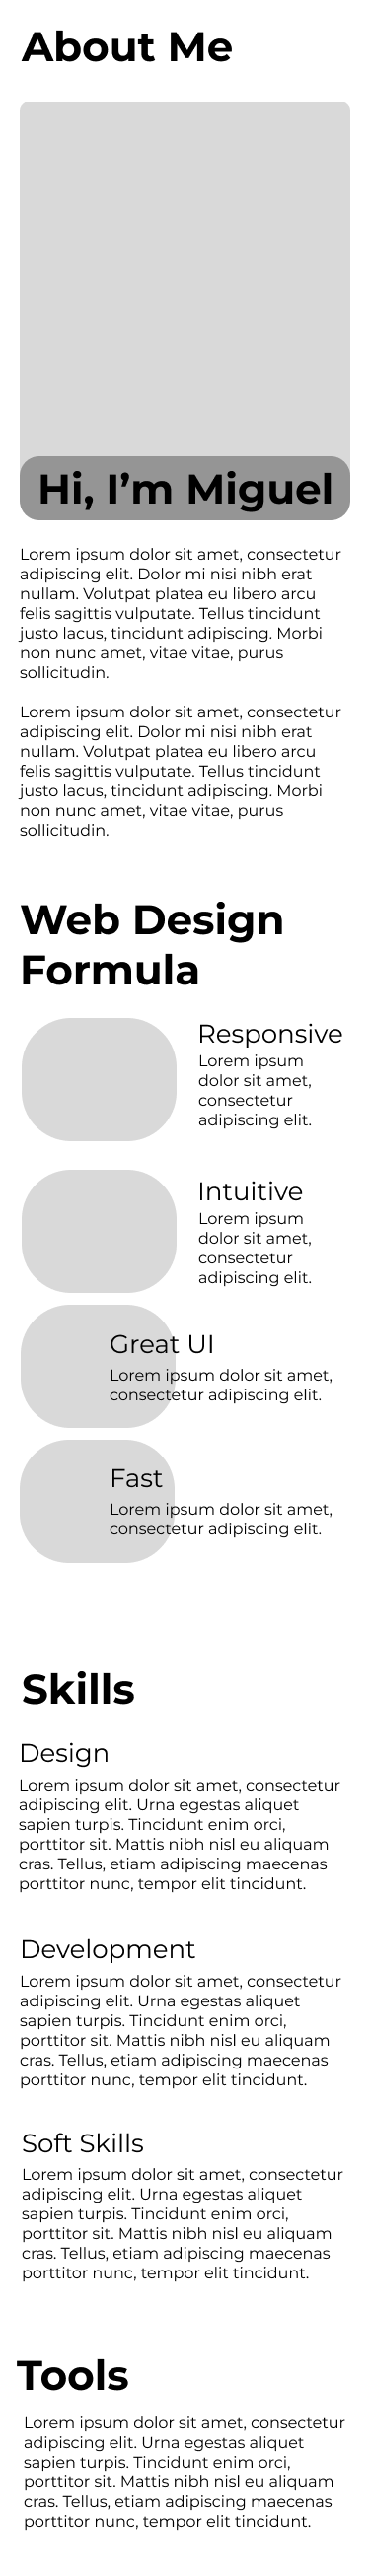 About Me
Hi, I’m Miguel
Lorem ipsum dolor sit amet, consectetur
adipiscing elit. Dolor mi nisi nibh erat
nullam. Volutpat platea eu libero arcu
felis sagittis vulputate. Tellus tincidunt
justo lacus, tincidunt adipiscing. Morbi
non nunc amet, vitae vitae, purus
sollicitudin.
Lorem ipsum dolor sit amet, consectetur
adipiscing elit. Dolor mi nisi nibh erat
nullam. Volutpat platea eu libero arcu
felis sagittis vulputate. Tellus tincidunt
justo lacus, tincidunt adipiscing. Morbi
non nunc amet, vitae vitae, purus
sollicitudin.
Web Design
Formula
Responsive
Lorem ipsum
dolor sit amet,
consectetur
adipiscing elit.
Intuitive
Lorem ipsum
dolor sit amet,
consectetur
adipiscing elit.
Great UI
Lorem ipsum dolor sit amet,
consectetur adipiscing elit.
Fast
Lorem ipsum dolor sit amet,
consectetur adipiscing elit.
Skills
Design
Lorem ipsum dolor sit amet, consectetur
adipiscing elit. Urna egestas aliquet
sapien turpis. Tincidunt enim orci,
porttitor sit. Mattis nibh nisl eu aliquam
cras. Tellus, etiam adipiscing maecenas
porttitor nunc, tempor elit tincidunt.
Development
Lorem ipsum dolor sit amet, consectetur
adipiscing elit. Urna egestas aliquet
sapien turpis. Tincidunt enim orci,
porttitor sit. Mattis nibh nisl eu aliquam
cras. Tellus, etiam adipiscing maecenas
porttitor nunc, tempor elit tincidunt.
Soft Skills
Lorem ipsum dolor sit amet, consectetur
adipiscing elit. Urna egestas aliquet
sapien turpis. Tincidunt enim orci,
porttitor sit. Mattis nibh nisl eu aliquam
cras. Tellus, etiam adipiscing maecenas
porttitor nunc, tempor elit tincidunt.
Tools
Lorem ipsum dolor sit amet, consectetur
adipiscing elit. Urna egestas aliquet
sapien turpis. Tincidunt enim orci,
porttitor sit. Mattis nibh nisl eu aliquam
cras. Tellus, etiam adipiscing maecenas
porttitor nunc, tempor elit tincidunt.